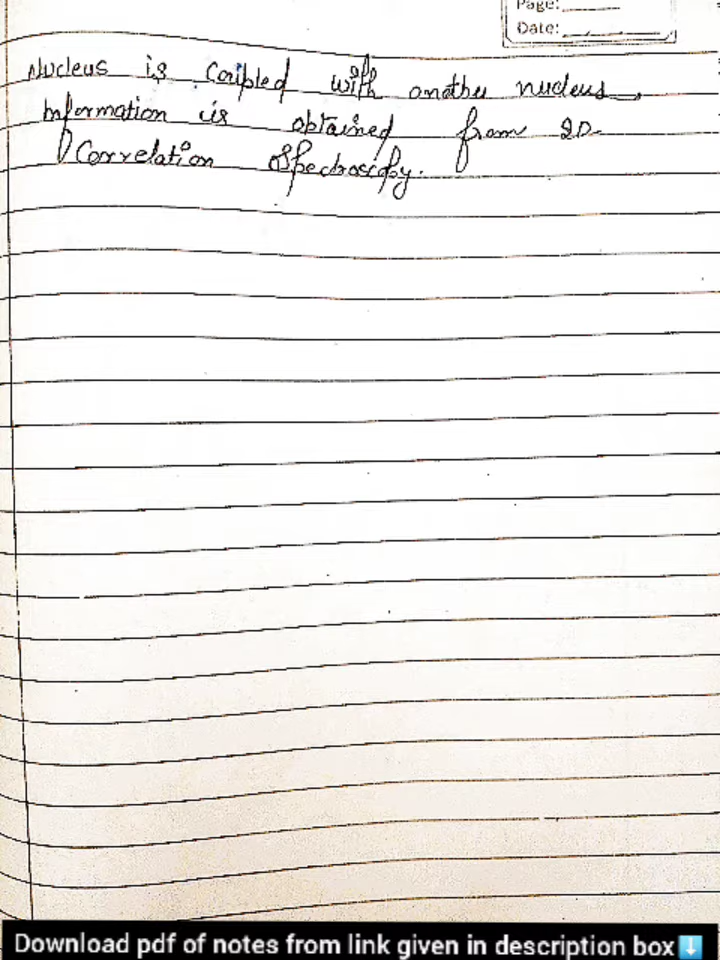 Page:
Date:
Nucleus is coupled with another nucleus,
Information is obtained from 2D
Correlation Spectroscopy.
Download pdf of notes from link given in description box⬇️